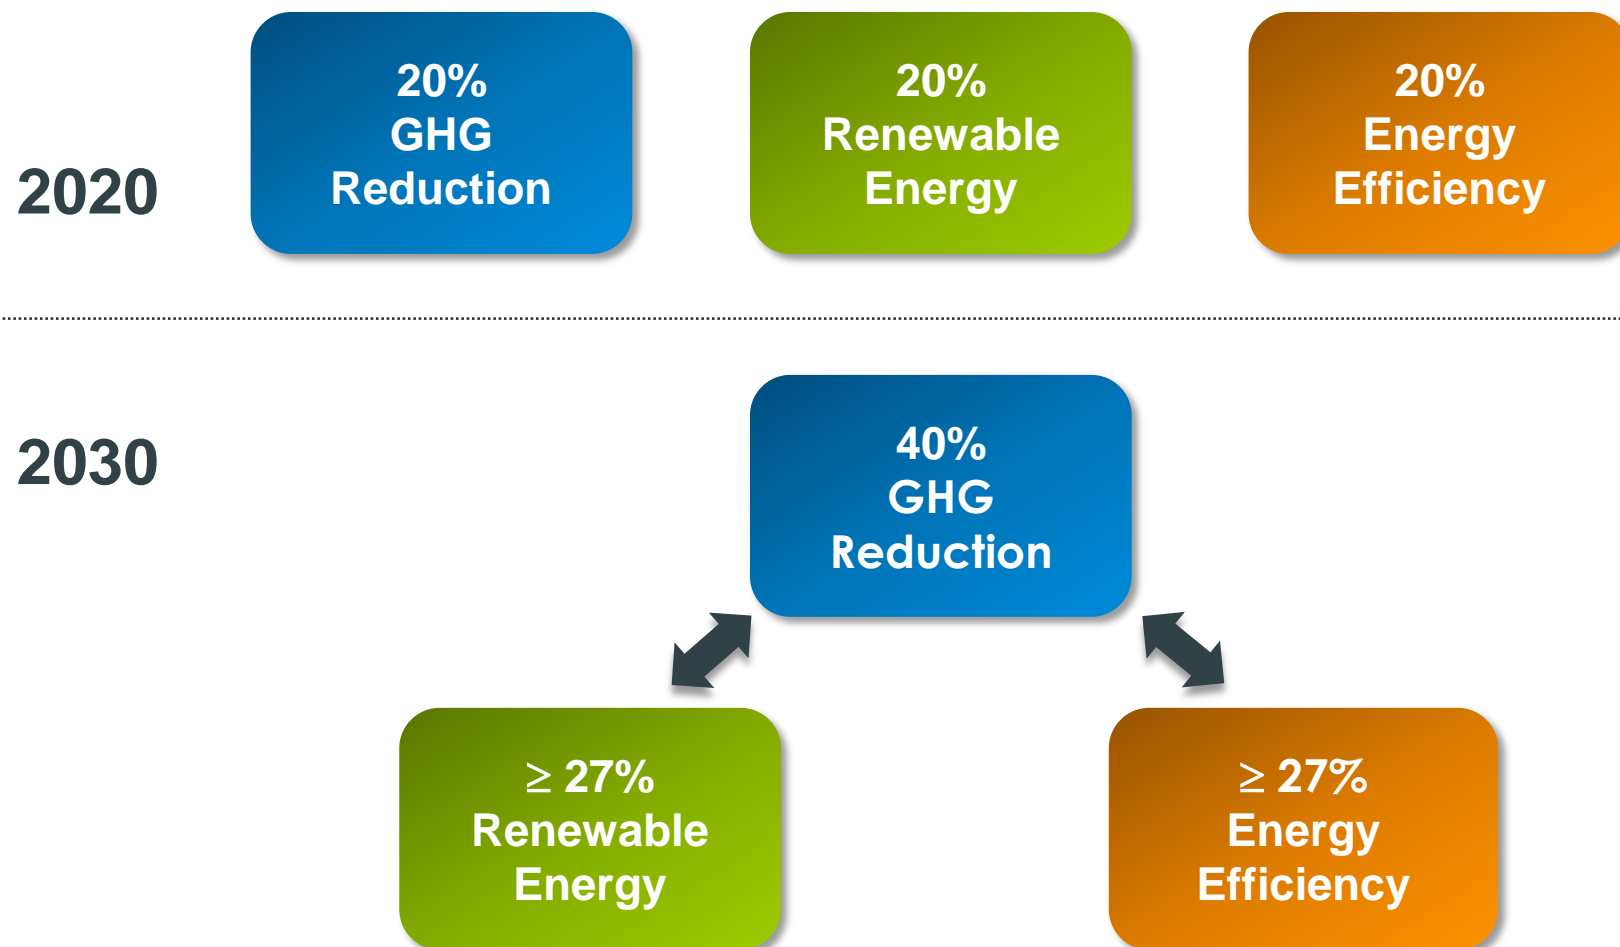 2020
20%
GHG
Reduction
20%
Renewable
Energy
20%
Energy
Efficiency
2030
40%
GHG
Reduction
≥ 27%
Renewable
Energy
≥ 27%
Energy
Efficiency